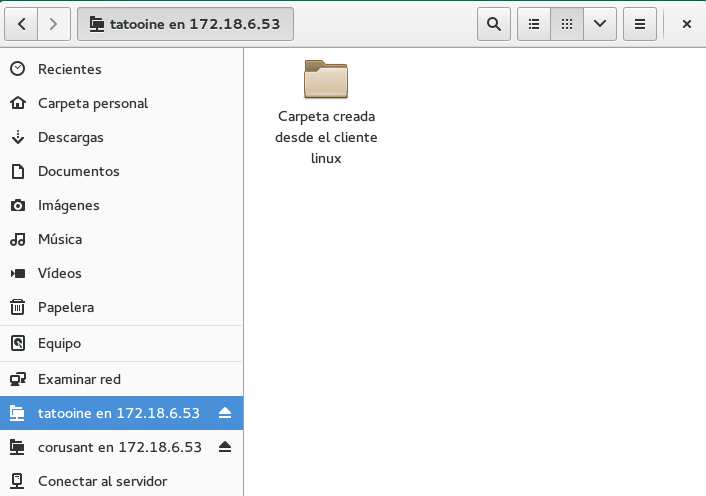 tatooine en 172.18.6.53
Recientes
Carpeta personal
Descargas
Documentos
Imágenes
Música
Vídeos
Papelera
Equipo
Examinar red
tatooine en 172.18.6.53
corusant en 172.18.6.53
Conectar al servidor
Carpeta creada
desde el cliente
linux